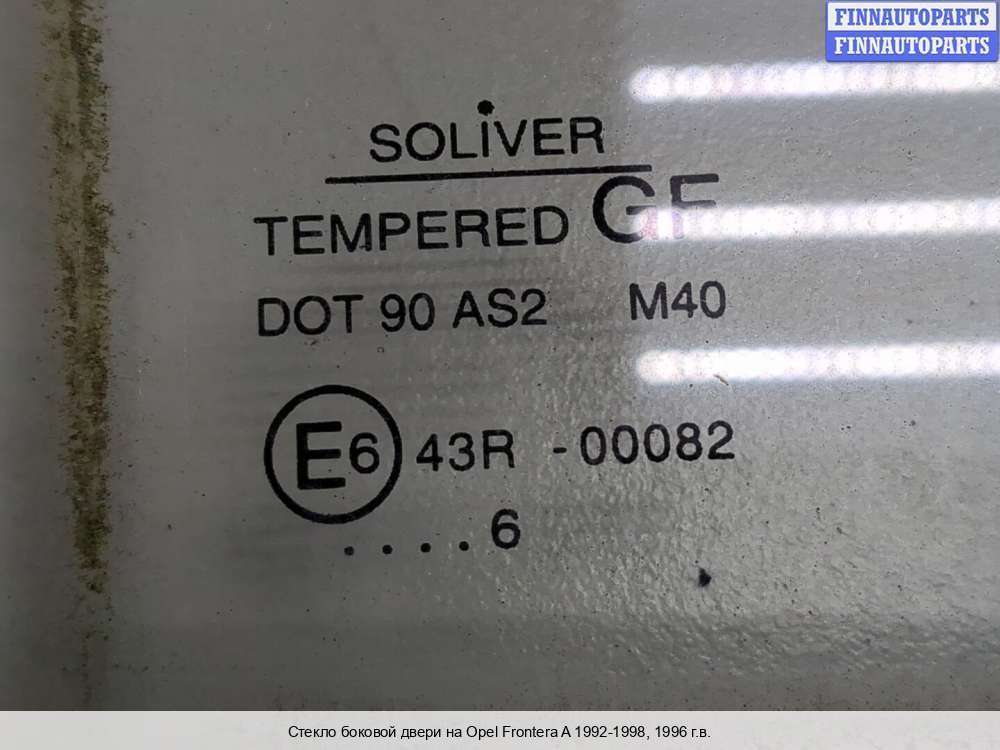 FINNAUTOPARTS
FINNAUTOPARTS
SOLiVER
TEMPERED GF
DOT 90 AS2 M40
E6 43R -00082
....6
Стекло боковой двери на Opel Frontera A 1992-1998, 1996 г.в.